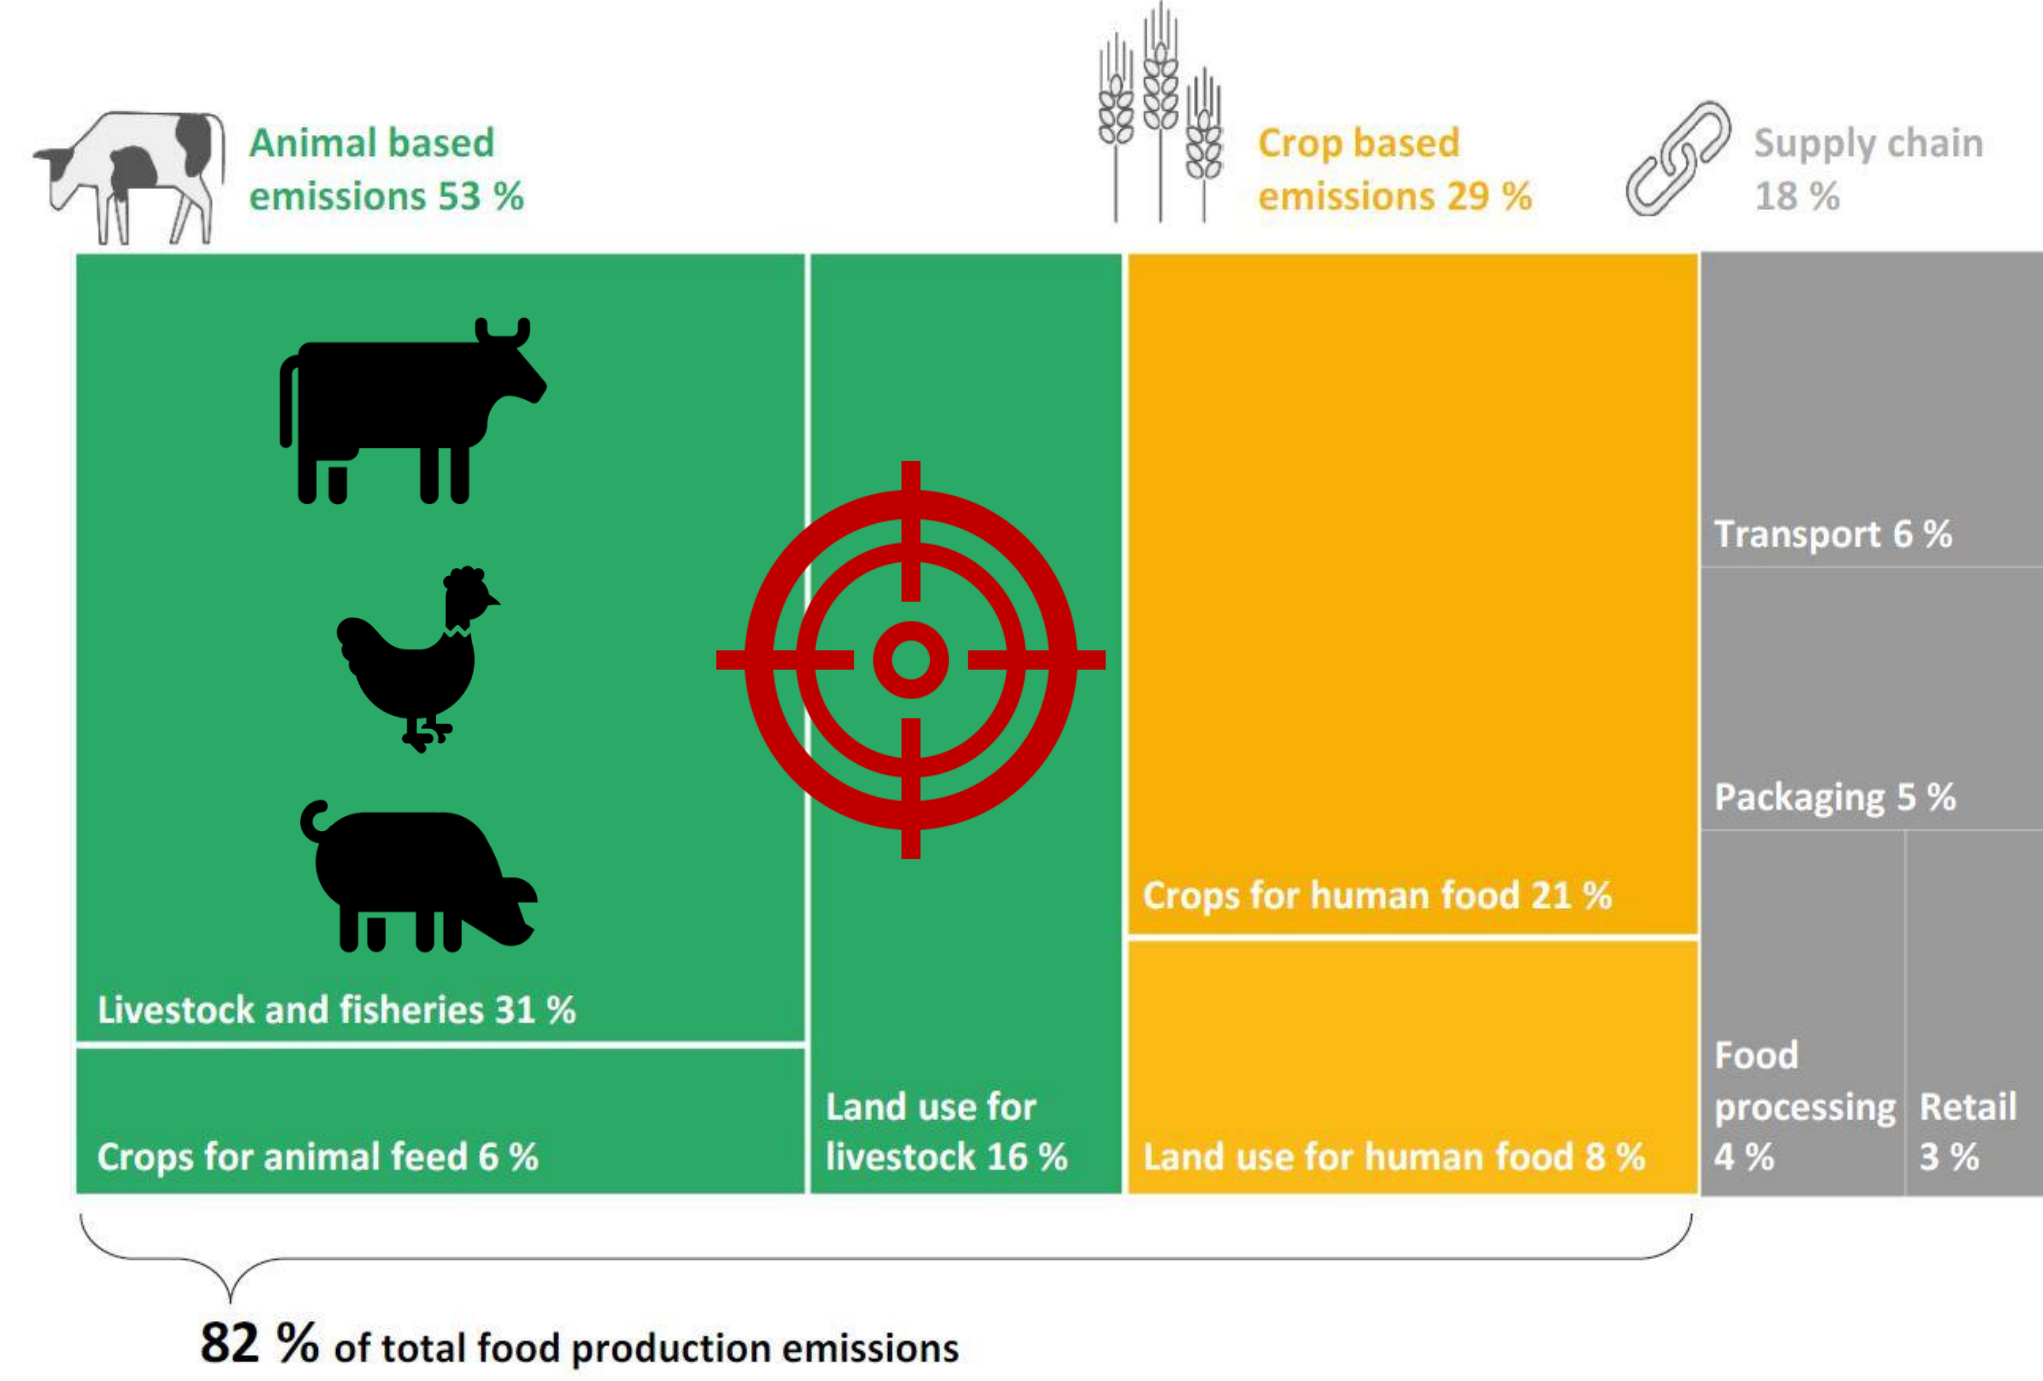 Animal based
emissions 53 %
Crop based
emissions 29 %
Supply chain
18 %
Livestock and fisheries 31 %
Crops for animal feed 6 %
Land use for
livestock 16 %
Crops for human food 21 %
Land use for human food 8 %
Transport 6 %
Packaging 5 %
Food
processing
4 %
Retail
3 %
82 % of total food production emissions